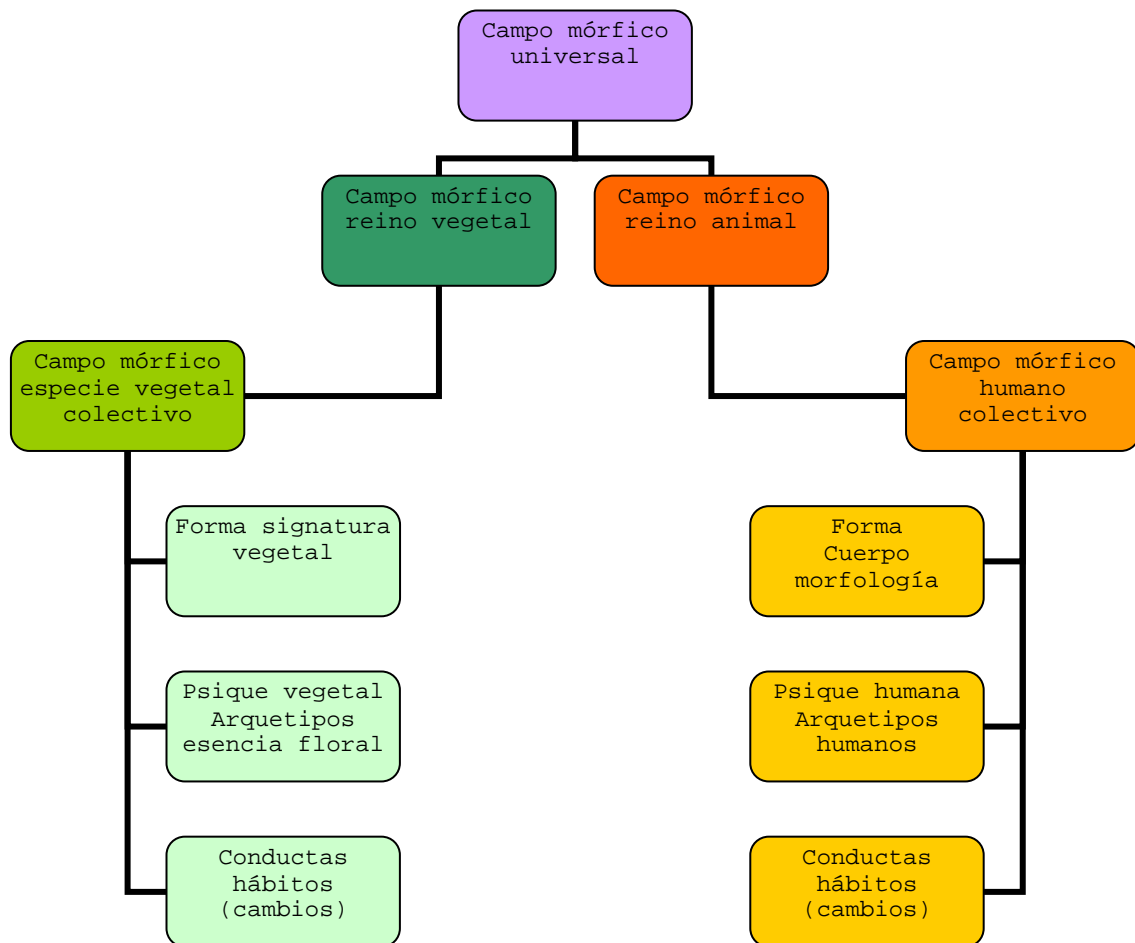 Campo mórfico
universal
Campo mórfico
reino vegetal
Campo mórfico
reino animal
Campo mórfico
especie vegetal
colectivo
Campo mórfico
humano
colectivo
Forma signatura
vegetal
Forma
Cuerpo
morfología
Psique vegetal
Arquetipos
esencia floral
Psique humana
Arquetipos
humanos
Conductas
hábitos
(cambios)
Conductas
hábitos
(cambios)